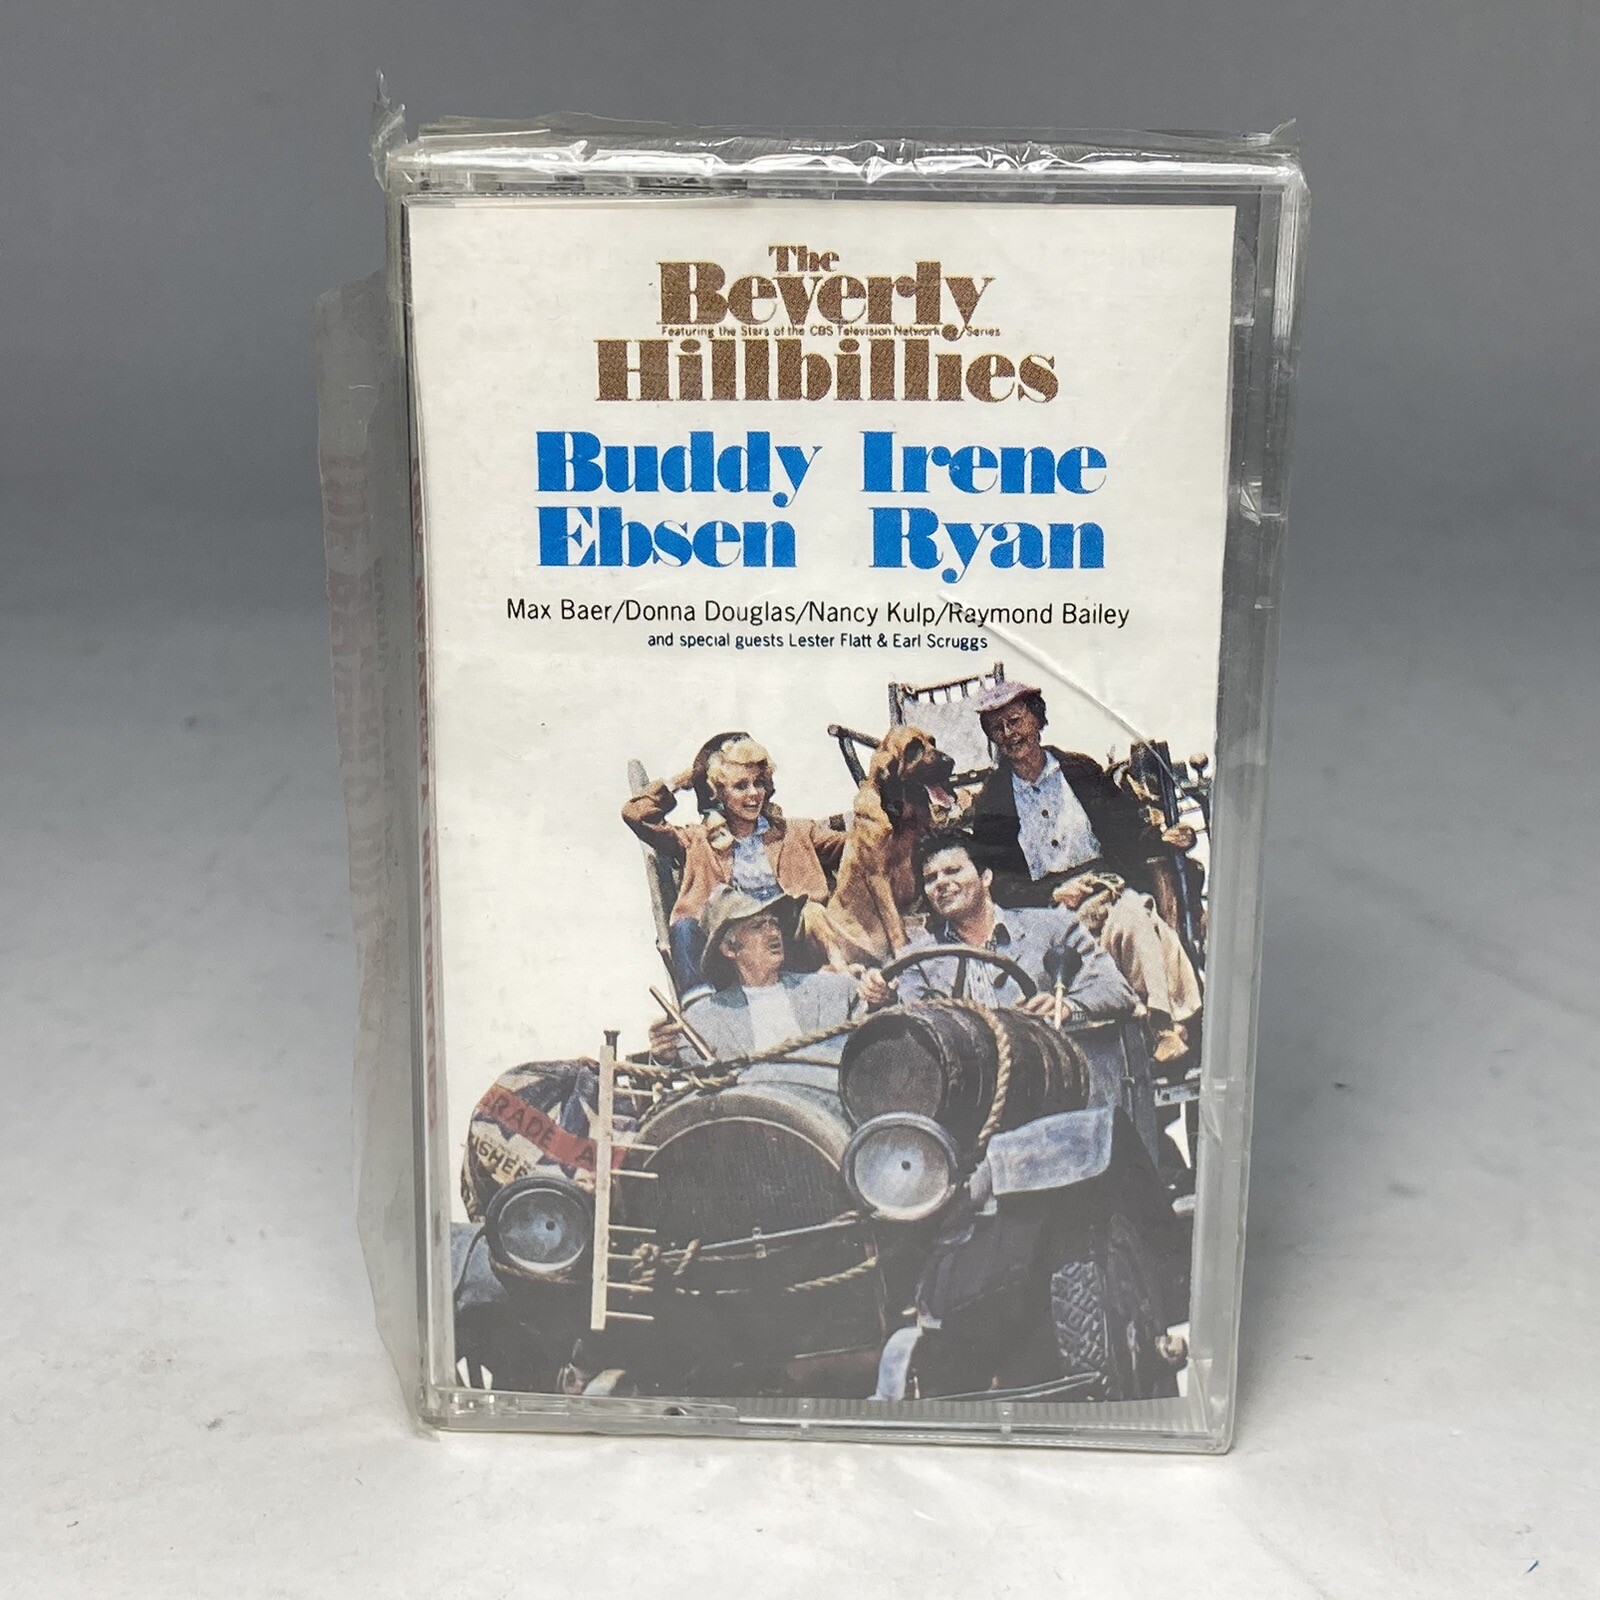 The
Beverly
Featuring the Stars of the CBS Television Network Series
Hillbillies
Buddy Irene
Ebsen Ryan
Max Baer/Donna Douglas/Nancy Kulp/Raymond Bailey
and special guests Lester Flatt & Earl Scruggs